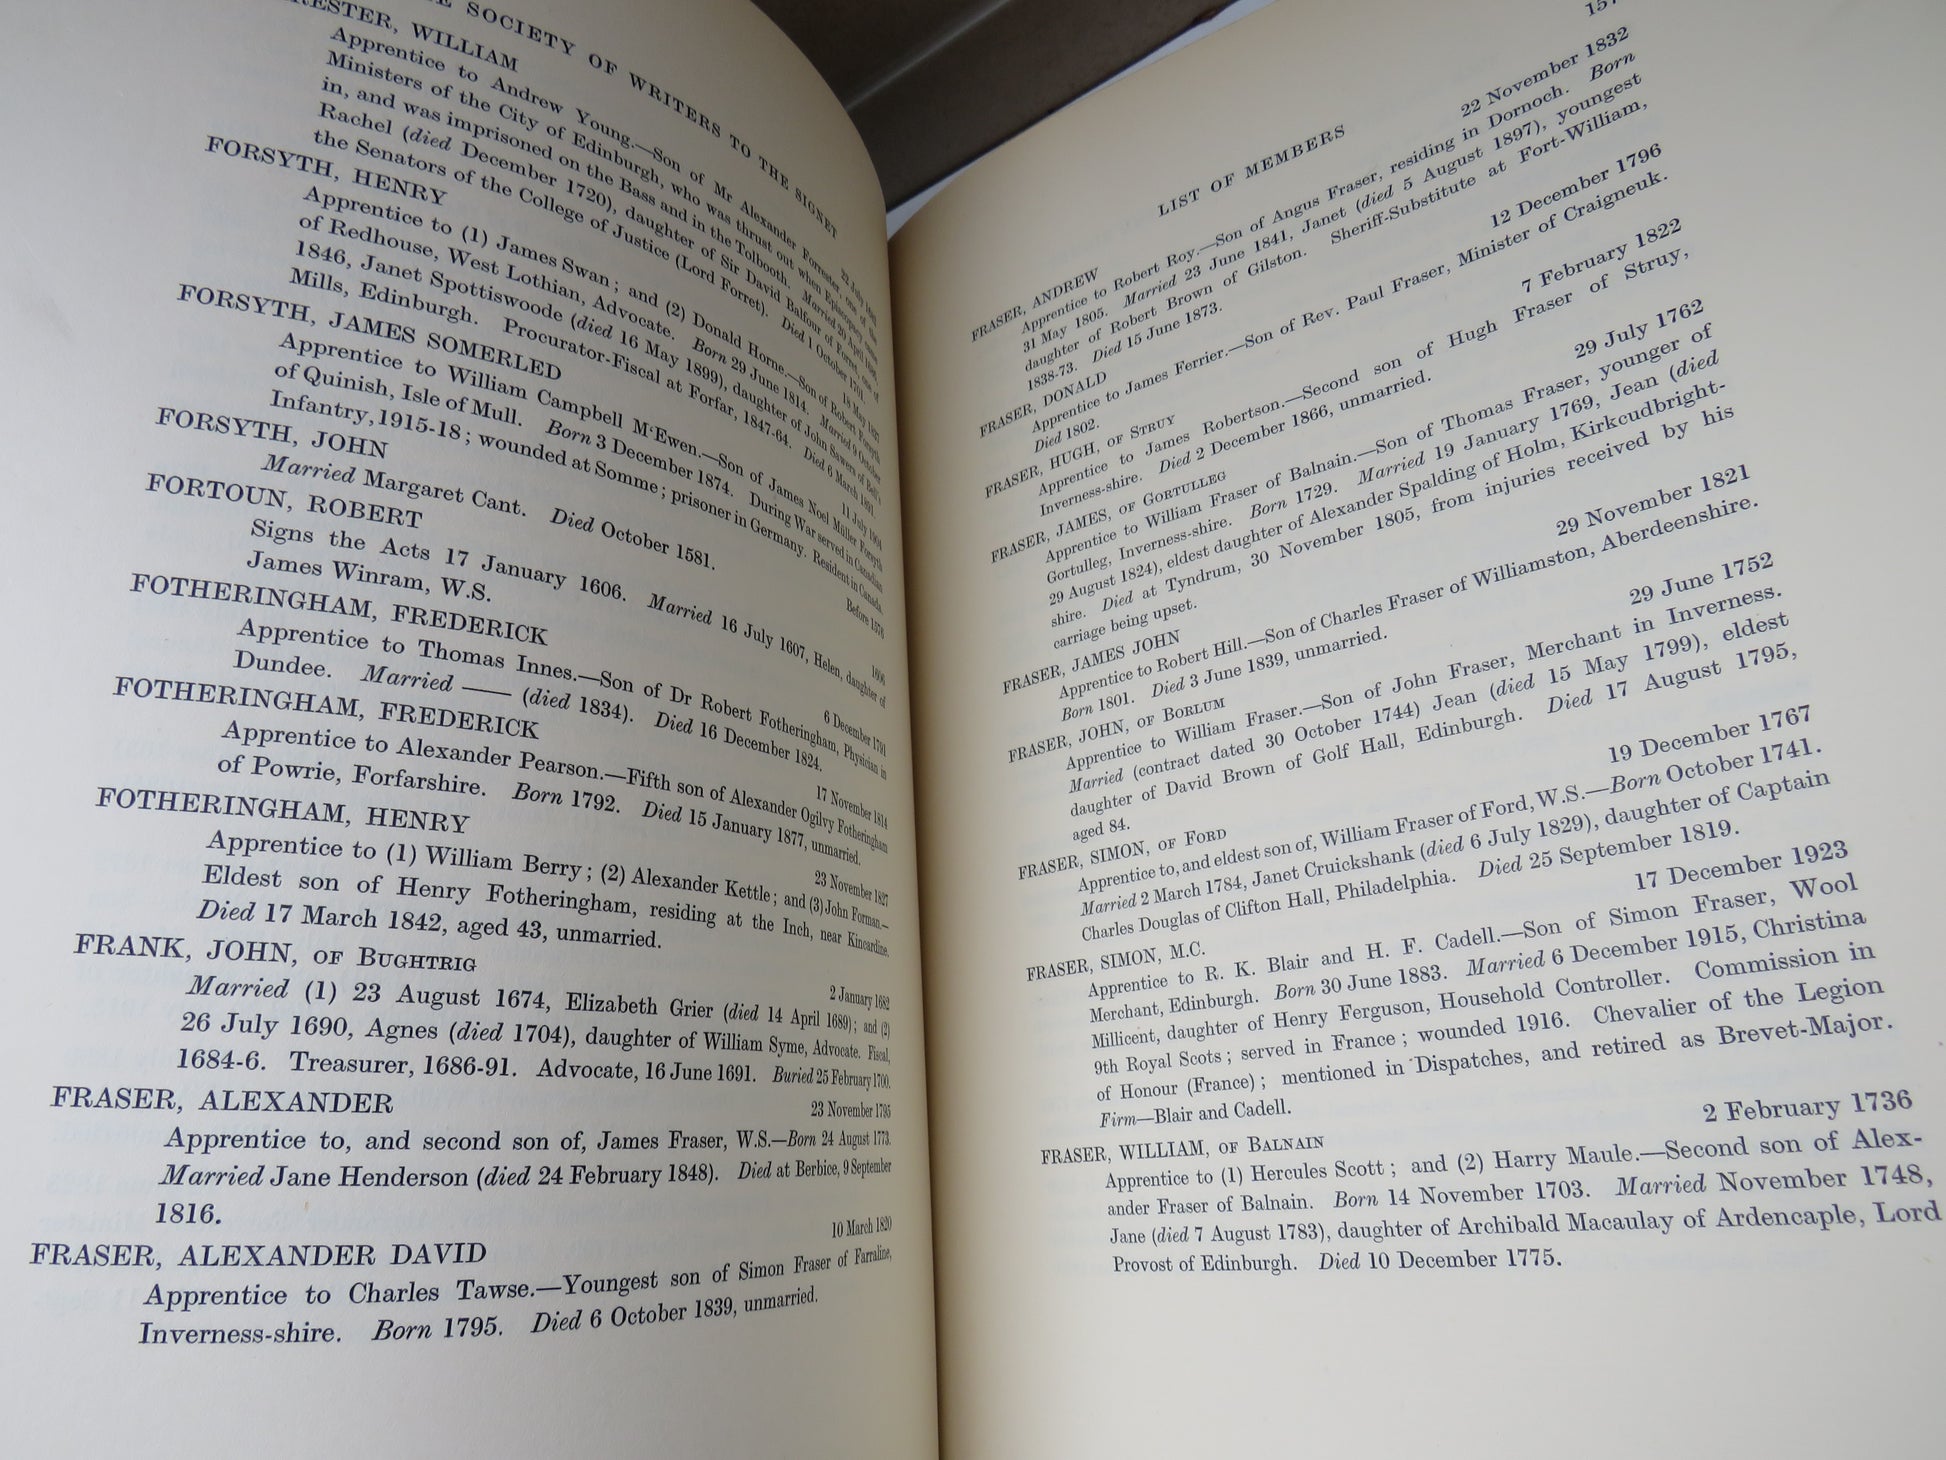 THE SOCIETY OF WRITERS TO THE SIGNET
RESTER, WILLIAM
22 July 1690
Apprentice to Andrew Young.—Son of Mr Alexander Forrester, one of the
Ministers of the City of Edinburgh, who was thrust out when Episcopacy came
in, and was imprisoned on the Bass and in the Tolbooth. Married 20 April
Rachel (died December 1720), daughter of Sir David Balfour of Forret, one of
the Senators of the College of Justice (Lord Forret). Died 1 October 1701.
FORSYTH, HENRY
18 May 1837
Apprentice to (1) James Swan; and (2) Donald Horne.—Son of Robert Forsyth
of Redhouse, West Lothian, Advocate. Born 29 June 1814. Married 9 October
1846, Janet Spottiswoode (died 16 May 1899), daughter of John Sawers of Bell's
Mills, Edinburgh. Procurator-Fiscal at Forfar, 1847-64. Died 6 March 1891.
FORSYTH, JAMES SOMERLED
11 July 1904
Apprentice to William Campbell M'Ewen.—Son of James Noel Müller Forsyth
of Quinish, Isle of Mull. Born 3 December 1874. During War served in Canadian
Infantry, 1915-18; wounded at Somme; prisoner in Germany. Resident in Canada.
FORSYTH, JOHN
Before 1576
Married Margaret Cant. Died October 1581.
FORTOUN, ROBERT
1606
Signs the Acts 17 January 1606. Married 16 July 1607, Helen, daughter of
James Winram, W.S.
FOTHERINGHAM, FREDERICK
6 December 1791
Apprentice to Thomas Innes.—Son of Dr Robert Fotheringham, Physician in
Dundee. Married —— (died 1834). Died 16 December 1824.
FOTHERINGHAM, FREDERICK
17 November 1814
Apprentice to Alexander Pearson.—Fifth son of Alexander Ogilvy Fotheringham
of Powrie, Forfarshire. Born 1792. Died 15 January 1877, unmarried.
FOTHERINGHAM, HENRY
23 November 1827
Apprentice to (1) William Berry; (2) Alexander Kettle; and (3) John Forman.—
Eldest son of Henry Fotheringham, residing at the Inch, near Kincardine.
Died 17 March 1842, aged 43, unmarried.
FRANK, JOHN, OF BUGHTRIG
2 January 1682
Married (1) 23 August 1674, Elizabeth Grier (died 14 April 1689); and (2)
26 July 1690, Agnes (died 1704), daughter of William Syme, Advocate. Fiscal,
1684-6. Treasurer, 1686-91. Advocate, 16 June 1691. Buried 25 February 1700.
FRASER, ALEXANDER
23 November 1795
Apprentice to, and second son of, James Fraser, W.S.—Born 24 August 1773.
Married Jane Henderson (died 24 February 1848). Died at Berbice, 9 September
1816.
FRASER, ALEXANDER DAVID
10 March 1820
Apprentice to Charles Tawse.—Youngest son of Simon Fraser of Farraline,
Inverness-shire. Born 1795. Died 6 October 1839, unmarried.
LIST OF MEMBERS
157
FRASER, ANDREW
22 November 1832
Apprentice to Robert Roy.—Son of Angus Fraser, residing in Dornoch. Born
31 May 1805. Married 23 June 1841, Janet (died 5 August 1897), youngest
daughter of Robert Brown of Gilston. Sheriff-Substitute at Fort-William,
1838-73. Died 15 June 1873.
FRASER, DONALD
12 December 1796
Apprentice to James Ferrier.—Son of Rev. Paul Fraser, Minister of Craigneuk.
Died 1802.
FRASER, HUGH, OF STRUY
7 February 1822
Apprentice to James Robertson.—Second son of Hugh Fraser of Struy,
Inverness-shire. Died 2 December 1866, unmarried.
FRASER, JAMES, OF GORTULLEG
29 July 1762
Apprentice to William Fraser of Balnain.—Son of Thomas Fraser, younger of
Gortulleg, Inverness-shire. Born 1729. Married 19 January 1769, Jean (died
29 August 1824), eldest daughter of Alexander Spalding of Holm, Kirkcudbright-
shire. Died at Tyndrum, 30 November 1805, from injuries received by his
carriage being upset.
FRASER, JAMES JOHN
29 November 1821
Apprentice to Robert Hill.—Son of Charles Fraser of Williamston, Aberdeenshire.
Born 1801. Died 3 June 1839, unmarried.
FRASER, JOHN, OF BORLUM
29 June 1752
Apprentice to William Fraser.—Son of John Fraser, Merchant in Inverness.
Married (contract dated 30 October 1744) Jean (died 15 May 1799), eldest
daughter of David Brown of Golf Hall, Edinburgh. Died 17 August 1795,
aged 84.
FRASER, SIMON, OF FORD
19 December 1767
Apprentice to, and eldest son of, William Fraser of Ford, W.S.—Born October 1741.
Married 2 March 1784, Janet Cruickshank (died 6 July 1829), daughter of Captain
Charles Douglas of Clifton Hall, Philadelphia. Died 25 September 1819.
FRASER, SIMON, M.C.
17 December 1923
Apprentice to R. K. Blair and H. F. Cadell.—Son of Simon Fraser, Wool
Merchant, Edinburgh. Born 30 June 1883. Married 6 December 1915, Christina
Millicent, daughter of Henry Ferguson, Household Controller. Commission in
9th Royal Scots; served in France; wounded 1916. Chevalier of the Legion
of Honour (France); mentioned in Dispatches, and retired as Brevet-Major.
Firm—Blair and Cadell.
FRASER, WILLIAM, OF BALNAIN
2 February 1736
Apprentice to (1) Hercules Scott; and (2) Harry Maule.—Second son of Alex-
ander Fraser of Balnain. Born 14 November 1703. Married November 1748,
Jane (died 7 August 1783), daughter of Archibald Macaulay of Ardencaple, Lord
Provost of Edinburgh. Died 10 December 1775.